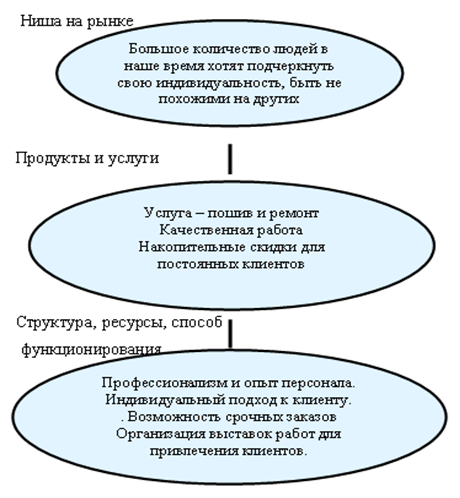 Ниша на рынке
Большое количество людей в
наше время хотят подчеркнуть
свою индивидуальность, быть не
похожими на других
Продукты и услуги
Услуга – пошив и ремонт
Качественная работа
Накопительные скидки для
постоянных клиентов
Структура, ресурсы, способ
функционирования
Профессионализм и опыт персонала.
Индивидуальный подход к клиенту.
. Возможность срочных заказов
Организация выставок работ для
привлечения клиентов.